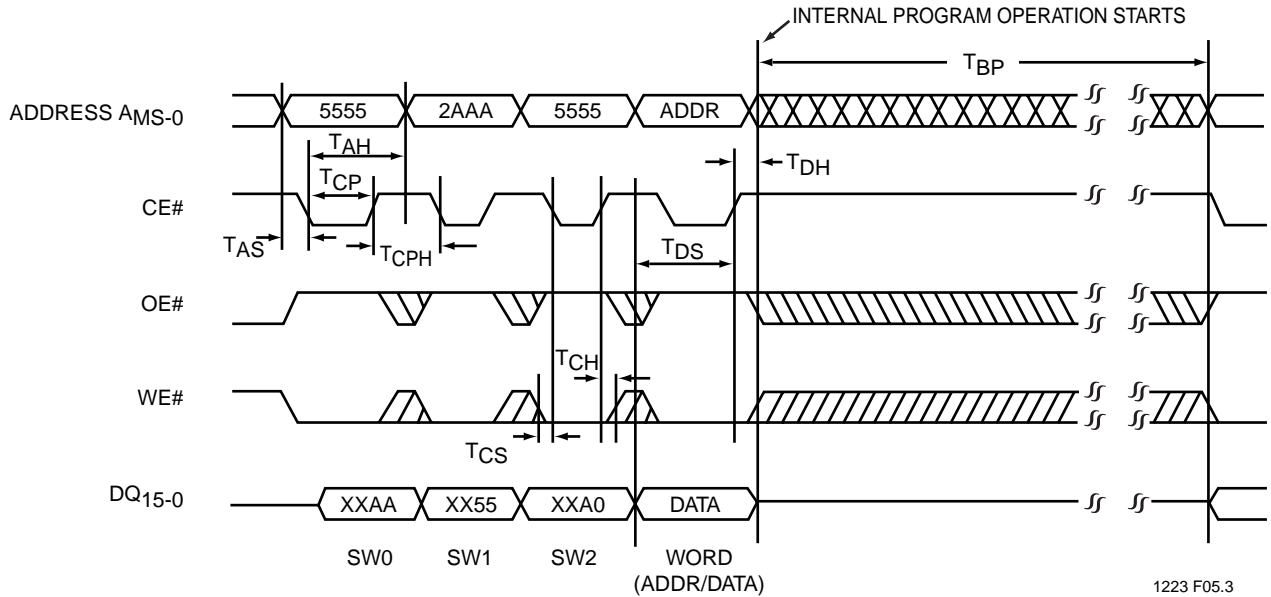 INTERNAL PROGRAM OPERATION STARTS
TBP
ADDRESS AMS-0
5555
2AAA
5555
ADDR
TAH
TDH
TCP
CE#
TAS
TCPH
TDS
OE#
TCH
WE#
TCS
DQ15-0
XXAA
XX55
XXA0
DATA
SW0
SW1
SW2
WORD
(ADDR/DATA)
1223 F05.3